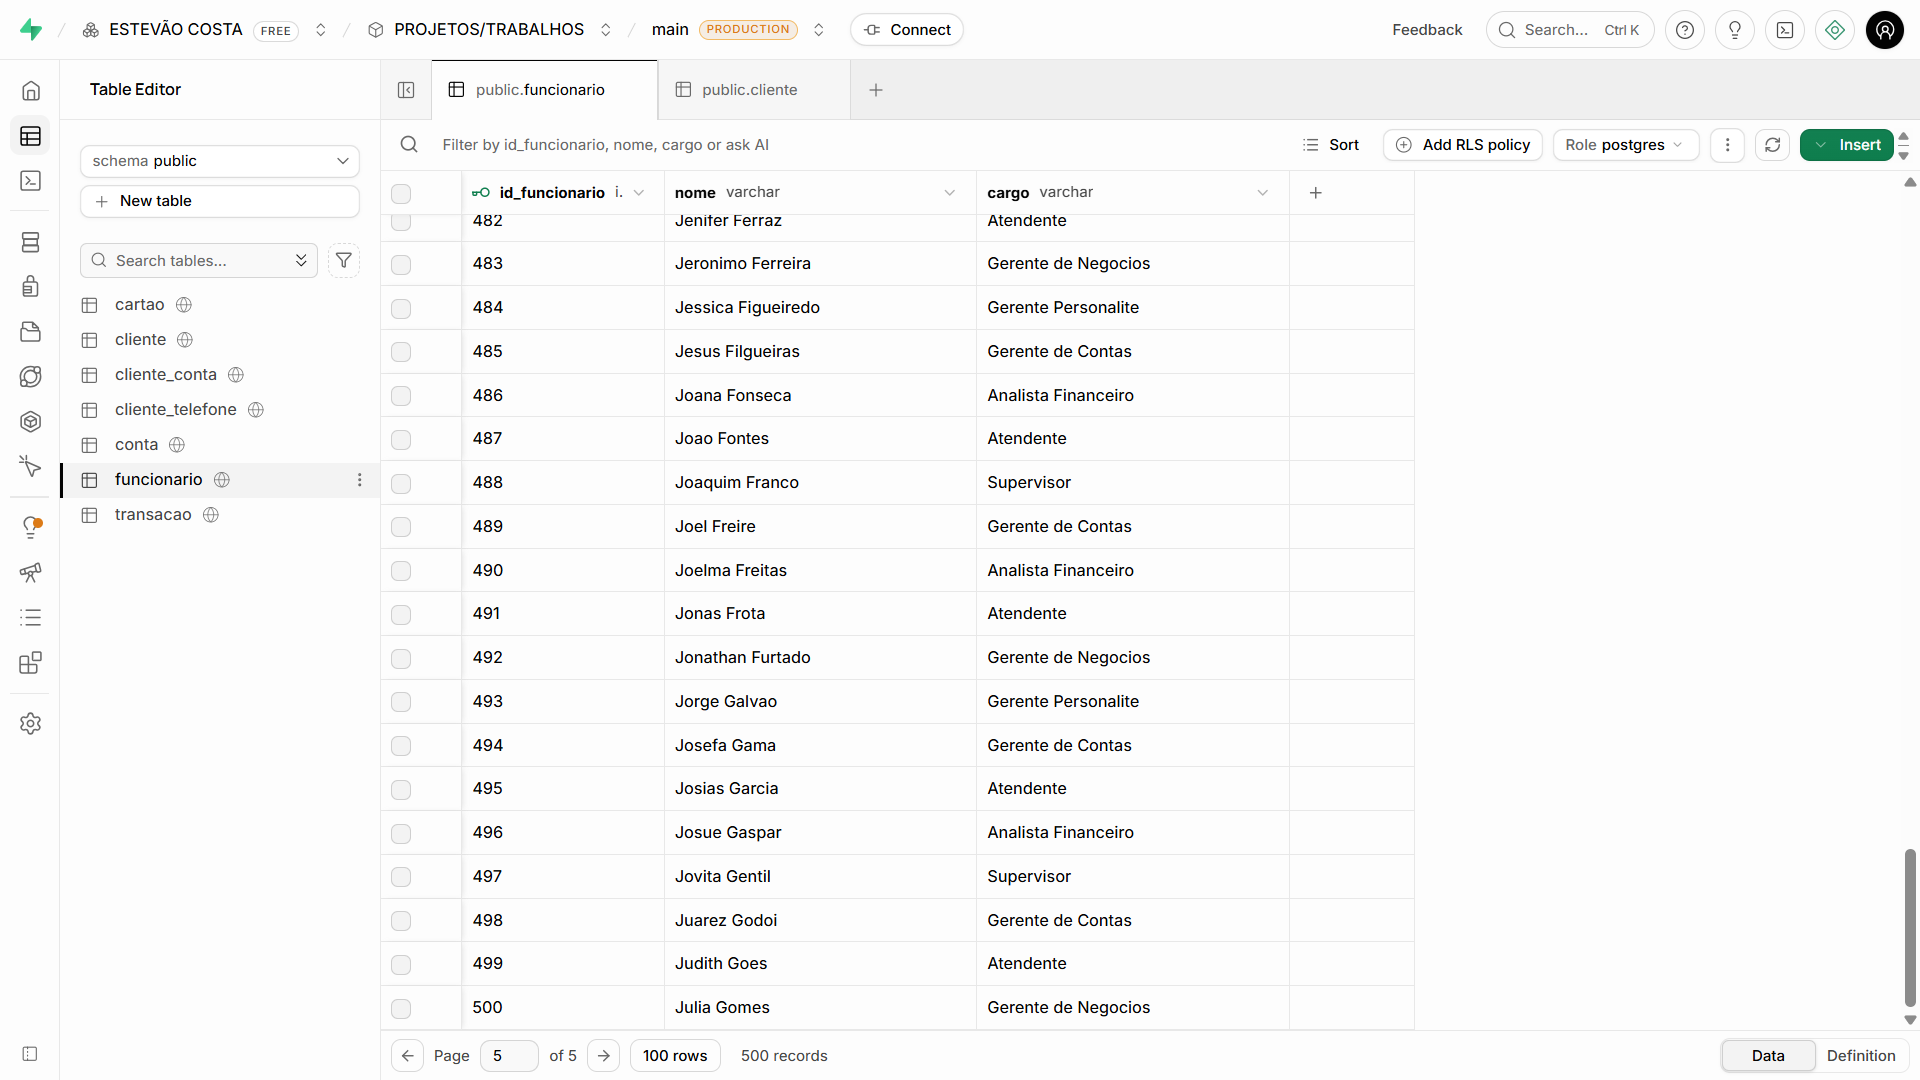 ESTEVÃO COSTA FREE PROJETOS/TRABALHOS main PRODUCTION Connect Feedback Search... Ctrl K
Table Editor
public.funcionario public.cliente
schema public
New table
Search tables...
cartao
cliente
cliente_conta
cliente_telefone
conta
funcionario
transacao
Filter by id_funcionario, nome, cargo or ask AI Sort Add RLS policy Role postgres Insert
id_funcionario i. nome varchar cargo varchar
482 Jenifer Ferraz Atendente
483 Jeronimo Ferreira Gerente de Negocios
484 Jessica Figueiredo Gerente Personalite
485 Jesus Filgueiras Gerente de Contas
486 Joana Fonseca Analista Financeiro
487 Joao Fontes Atendente
488 Joaquim Franco Supervisor
489 Joel Freire Gerente de Contas
490 Joelma Freitas Analista Financeiro
491 Jonas Frota Atendente
492 Jonathan Furtado Gerente de Negocios
493 Jorge Galvao Gerente Personalite
494 Josefa Gama Gerente de Contas
495 Josias Garcia Atendente
496 Josue Gaspar Analista Financeiro
497 Jovita Gentil Supervisor
498 Juarez Godoi Gerente de Contas
499 Judith Goes Atendente
500 Julia Gomes Gerente de Negocios
Page 5 of 5 100 rows 500 records Data Definition